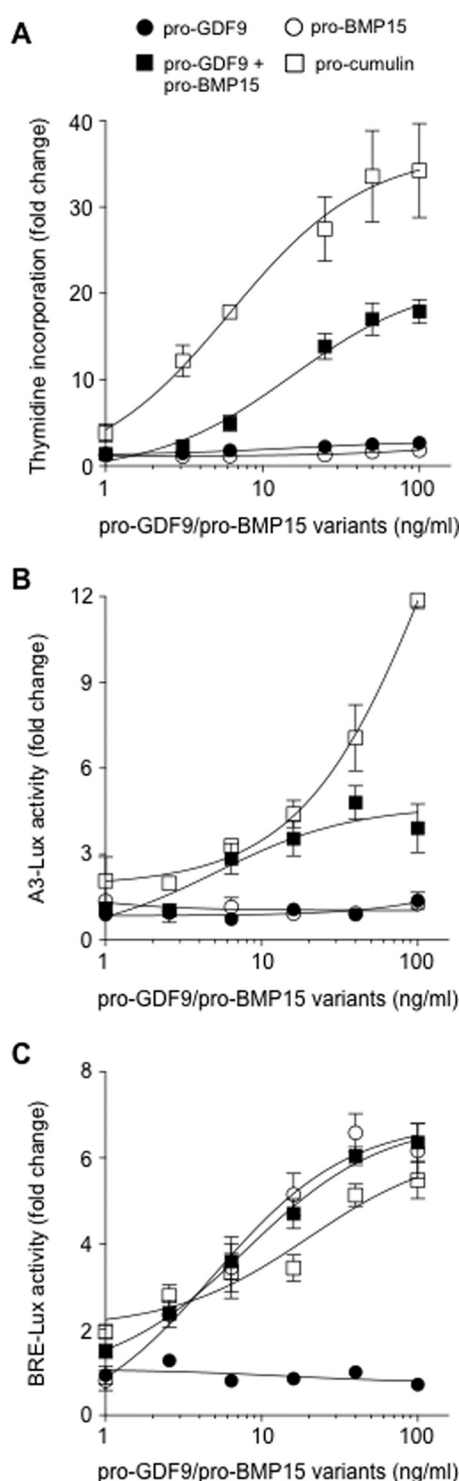 A
pro-GDF9
pro-BMP15
pro-GDF9 +
pro-BMP15
pro-cumulin
Thymidine incorporation (fold change)
40
30
20
10
0
1
10
100
pro-GDF9/pro-BMP15 variants (ng/ml)
B
A3-Lux activity (fold change)
12
9
6
3
0
1
10
100
pro-GDF9/pro-BMP15 variants (ng/ml)
C
BRE-Lux activity (fold change)
8
6
4
2
0
1
10
100
pro-GDF9/pro-BMP15 variants (ng/ml)